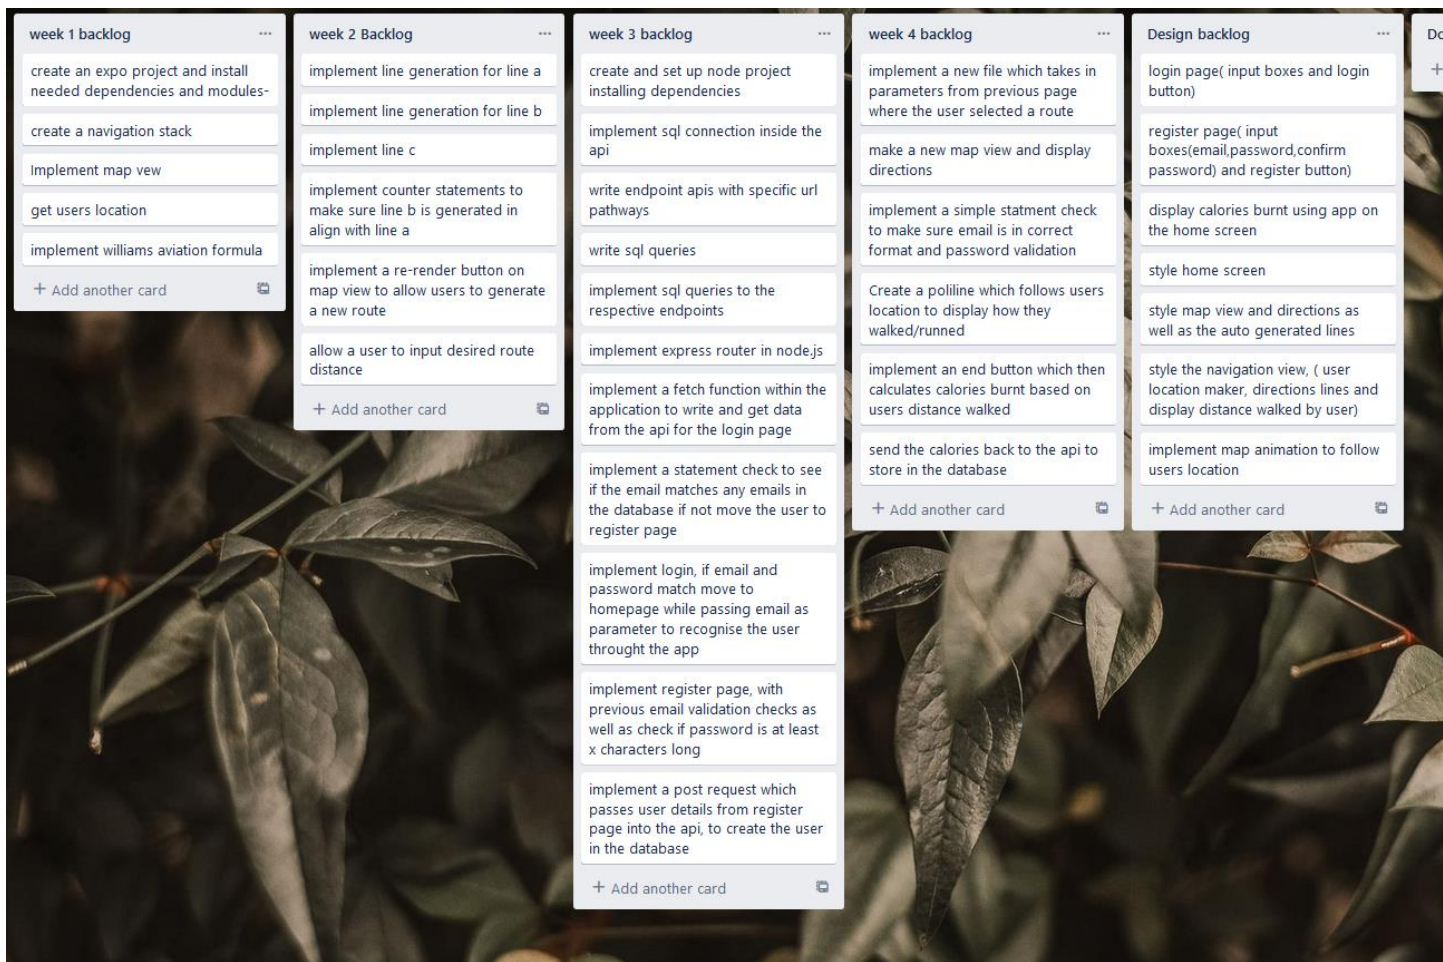 week 1 backlog
create an expo project and install
needed dependencies and modules-
create a navigation stack
Implement map vew
get users location
implement williams aviation formula
+ Add another card
week 2 Backlog
implement line generation for line a
implement line generation for line b
implement line c
implement counter statements to
make sure line b is generated in
align with line a
implement a re-render button on
map view to allow users to generate
a new route
allow a user to input desired route
distance
+ Add another card
week 3 backlog
create and set up node project
installing dependencies
implement sql connection inside the
api
write endpoint apis with specific url
pathways
write sql queries
implement sql queries to the
respective endpoints
implement express router in node.js
implement a fetch function within the
application to write and get data
from the api for the login page
implement a statement check to see
if the email matches any emails in
the database if not move the user to
register page
implement login, if email and
password match move to
homepage while passing email as
parameter to recognise the user
throught the app
implement register page, with
previous email validation checks as
well as check if password is at least
x characters long
implement a post request which
passes user details from register
page into the api, to create the user
in the database
+ Add another card
week 4 backlog
implement a new file which takes in
parameters from previous page
where the user selected a route
make a new map view and display
directions
implement a simple statment check
to make sure email is in correct
format and password validation
Create a poliline which follows users
location to display how they
walked/runned
implement an end button which then
calculates calories burnt based on
users distance walked
send the calories back to the api to
store in the database
+ Add another card
Design backlog
login page( input boxes and login
button)
register page( input
boxes(email,password,confirm
password) and register button)
display calories burnt using app on
the home screen
style home screen
style map view and directions as
well as the auto generated lines
style the navigation view, ( user
location maker, directions lines and
display distance walked by user)
implement map animation to follow
users location
+ Add another card